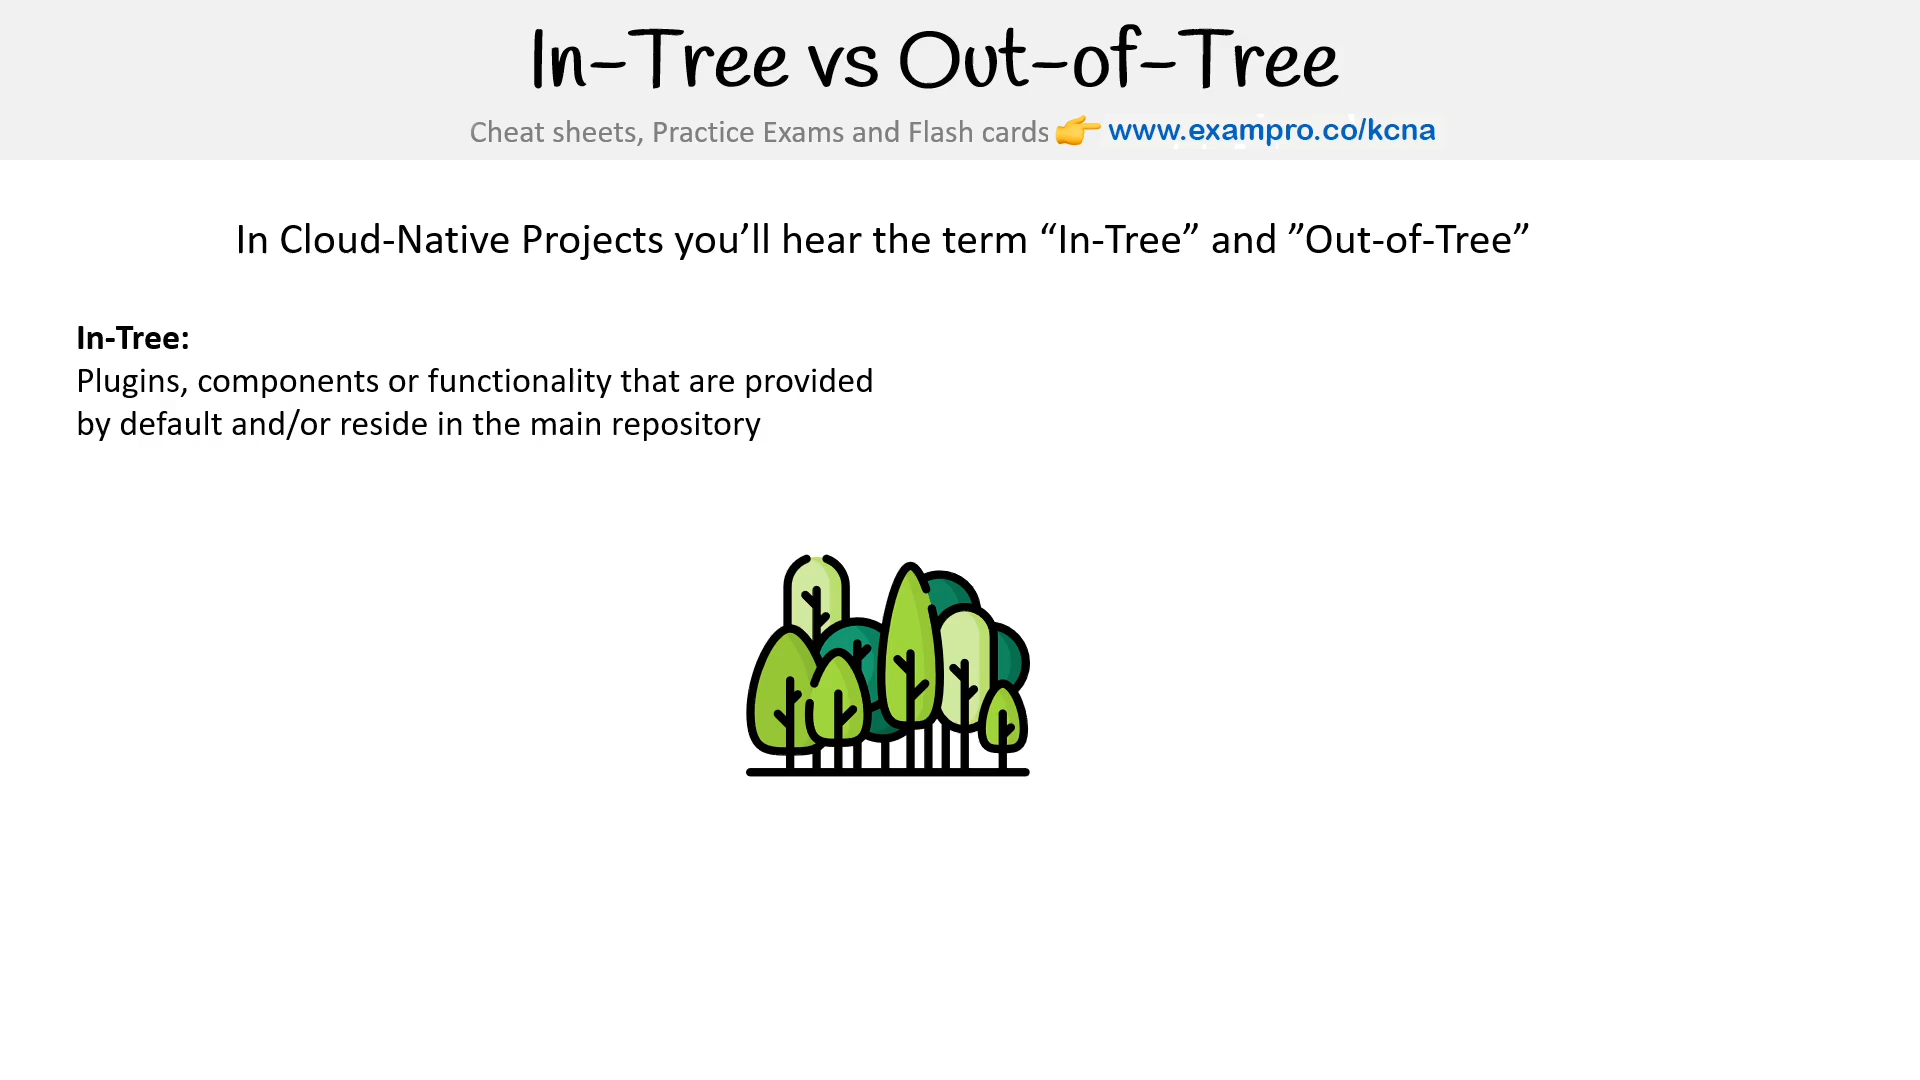 In-Tree vs Out-of-Tree
Cheat sheets, Practice Exams and Flash cards 👉 www.exampro.co/kcna
In Cloud-Native Projects you’ll hear the term “In-Tree” and ”Out-of-Tree”
In-Tree:
Plugins, components or functionality that are provided
by default and/or reside in the main repository